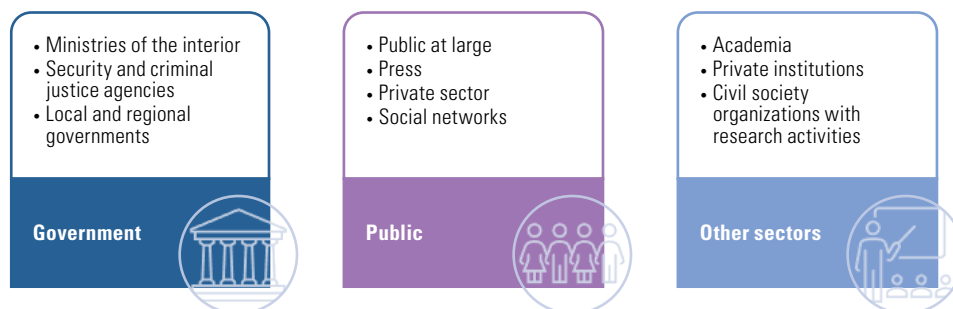 • Ministries of the interior
• Security and criminal
justice agencies
• Local and regional
governments
Government
• Public at large
• Press
• Private sector
• Social networks
Public
• Academia
• Private institutions
• Civil society
organizations with
research activities
Other sectors